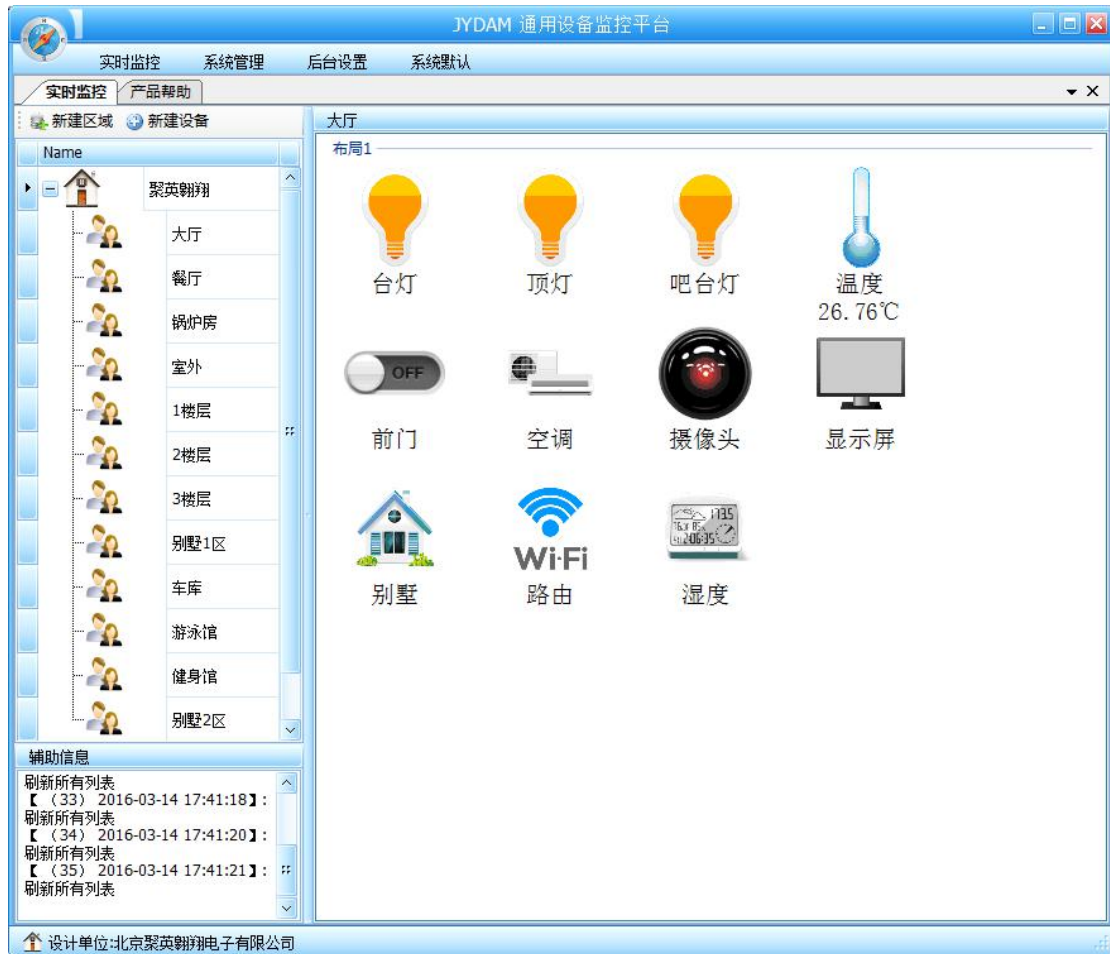 JYDAM 通用设备监控平台
实时监控 系统管理 后台设置 系统默认
实时监控 产品帮助
新建区域 新建设备
Name
聚英翱翔
大厅
餐厅
锅炉房
室外
1楼层
2楼层
3楼层
别墅1区
车库
游泳馆
健身馆
别墅2区
辅助信息
刷新所有列表
【（33） 2016-03-14 17:41:18】:
刷新所有列表
【（34） 2016-03-14 17:41:20】:
刷新所有列表
【（35） 2016-03-14 17:41:21】:
刷新所有列表
大厅
布局1
台灯 顶灯 吧台灯 温度
26.76℃
OFF
前门 空调 摄像头 显示屏
Wi-Fi
别墅 路由 湿度
设计单位:北京聚英翱翔电子有限公司